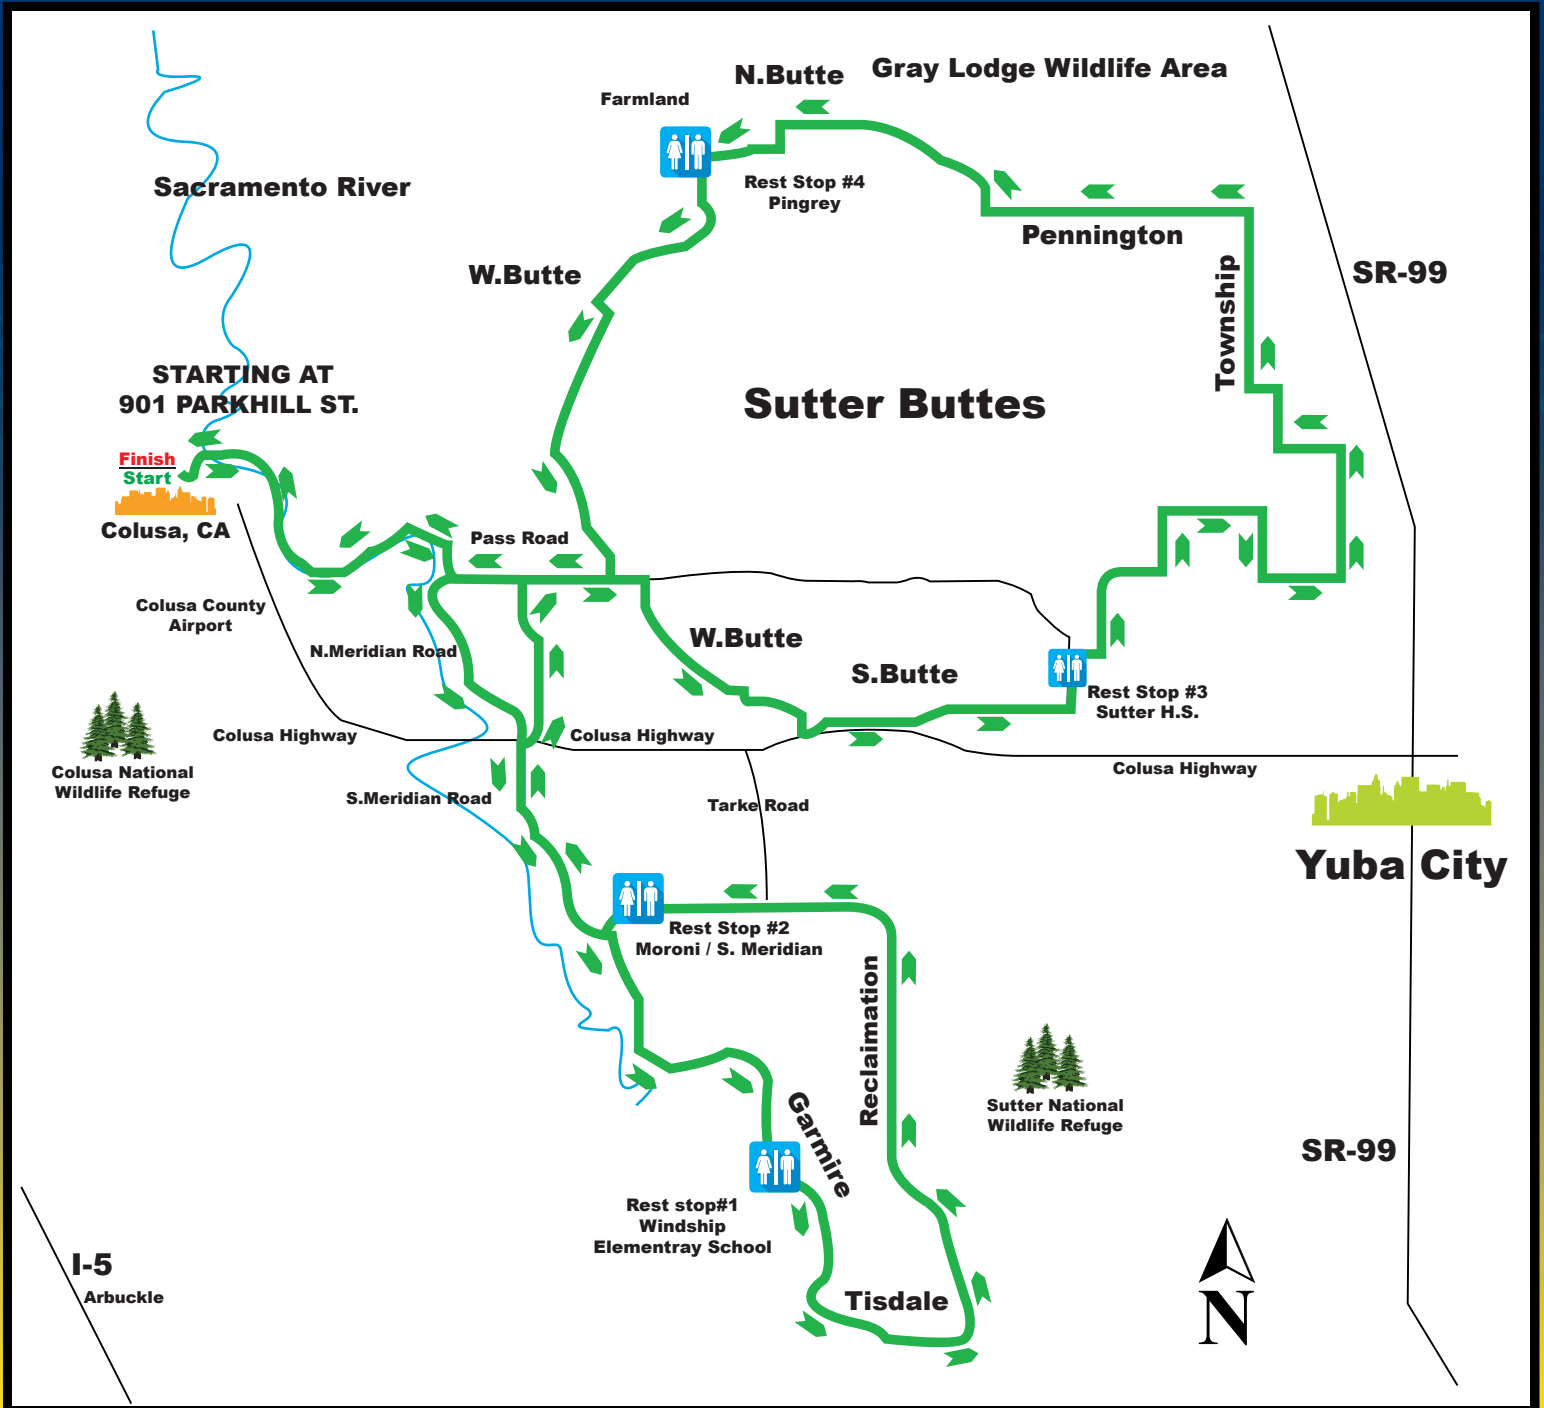 N.Butte
Gray Lodge Wildlife Area
Farmland
Sacramento River
Rest Stop #4
Pingrey
Pennington
W.Butte
Township
SR-99
STARTING AT
901 PARKHILL ST.
Sutter Buttes
Finish
Start
Colusa, CA
Pass Road
Colusa County
Airport
N.Meridian Road
W.Butte
S.Butte
Rest Stop #3
Sutter H.S.
Colusa Highway
Colusa Highway
Colusa Highway
Colusa National
Wildlife Refuge
S.Meridian Road
Tarke Road
Yuba City
Rest Stop #2
Moroni / S. Meridian
Reclaimation
Garmire
Sutter National
Wildlife Refuge
SR-99
Rest stop#1
Windship
Elementray School
I-5
Arbuckle
Tisdale
N